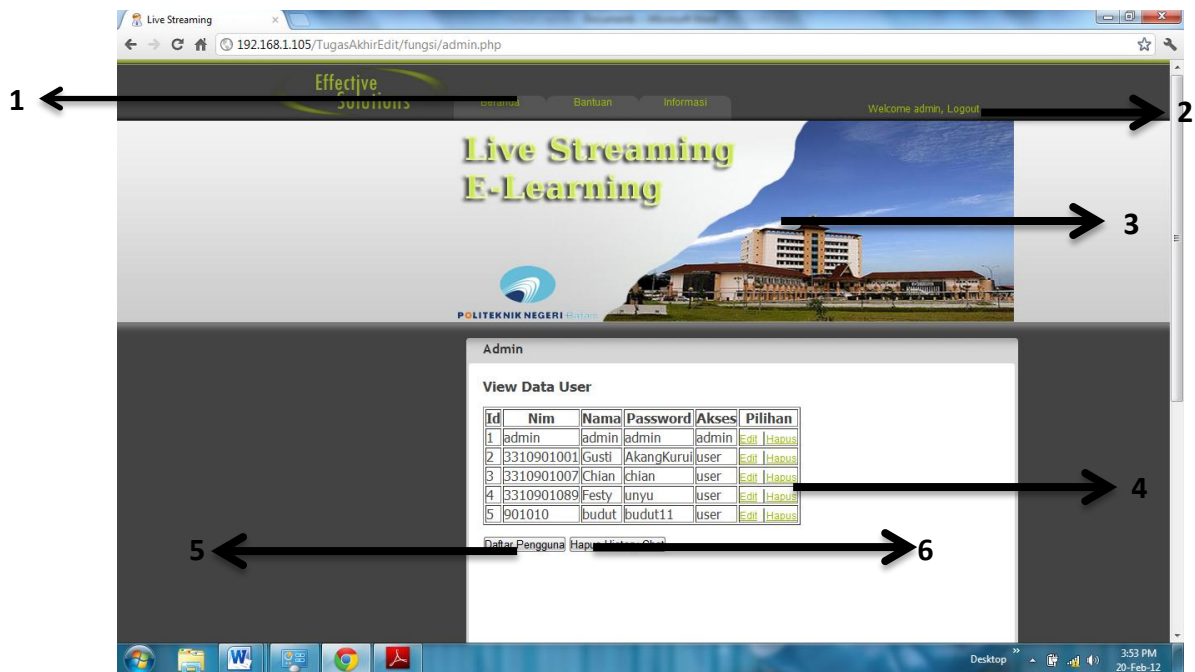 Live Streaming
192.168.1.105/TugasAkhirEdit/fungsi/admin.php
Effective
Solutions
1
Beranda Bantuan Informasi
Welcome admin, Logout
2
Live Streaming
E-Learning
3
POLITEKNIK NEGERI Batam
Admin
View Data User
Id Nim Nama Password Akses Pilihan
1 admin admin admin admin Edit |Hapus
2 3310901001 Gusti AkangKurui user Edit |Hapus
3 3310901007 Chian chian user Edit |Hapus
4 3310901089 Festy unyu user Edit |Hapus
5 901010 budut budut11 user Edit |Hapus
4
5
Daftar Pengguna Hapus History Chat
6
Desktop
3:53 PM
20-Feb-12